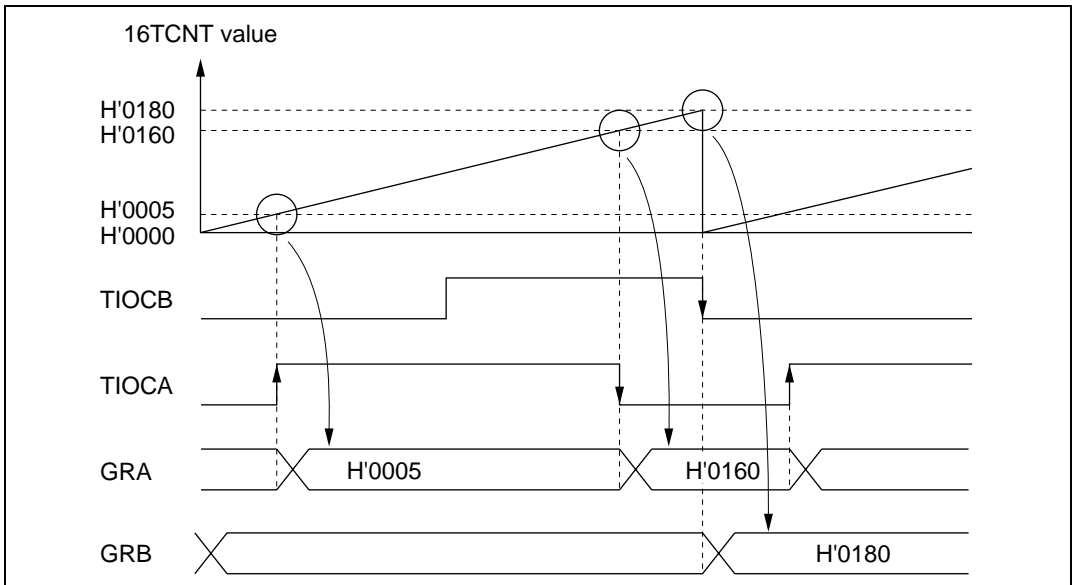 16TCNT value
H'0180
H'0160
H'0005
H'0000
TIOCB
TIOCA
GRA
H'0005
H'0160
GRB
H'0180